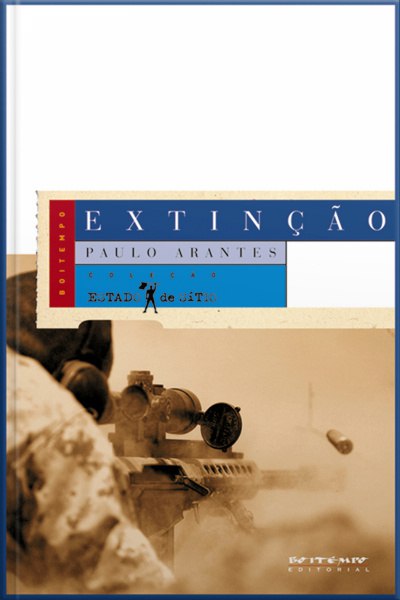 BOITEMPO
EXTINÇÃO
PAULO ARANTES
COLEÇÃO
ESTADO de SÍTIO
BOITEMPO
EDITORIAL